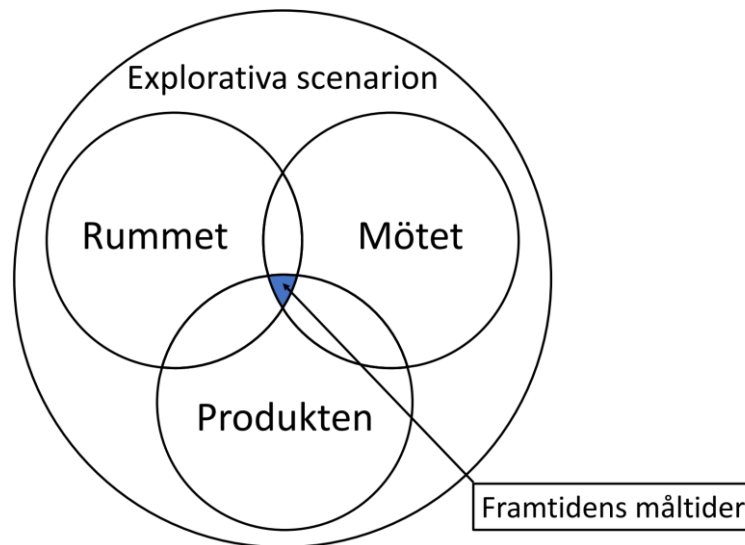 Explorativa scenarion
Rummet
Mötet
Produkten
Framtidens måltider